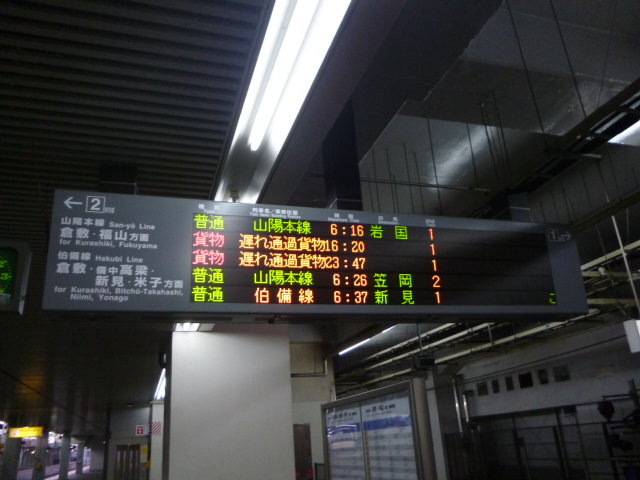 ← 2
山陽本線 San-yō Line
倉敷・福山方面
for Kurashiki, Fukuyama
伯備線 Hakubi Line
倉敷・備中高梁・
新見・米子方面
for Kurashiki, Bitchū-Takahashi,
Niimi, Yonago
普通 山陽本線 6:16 岩国 1
貨物 遅れ通過貨物 16:20 1
貨物 遅れ通過貨物 23:47 1
普通 山陽本線 6:26 笠岡 2
普通 伯備線 6:37 新見 1
1 →